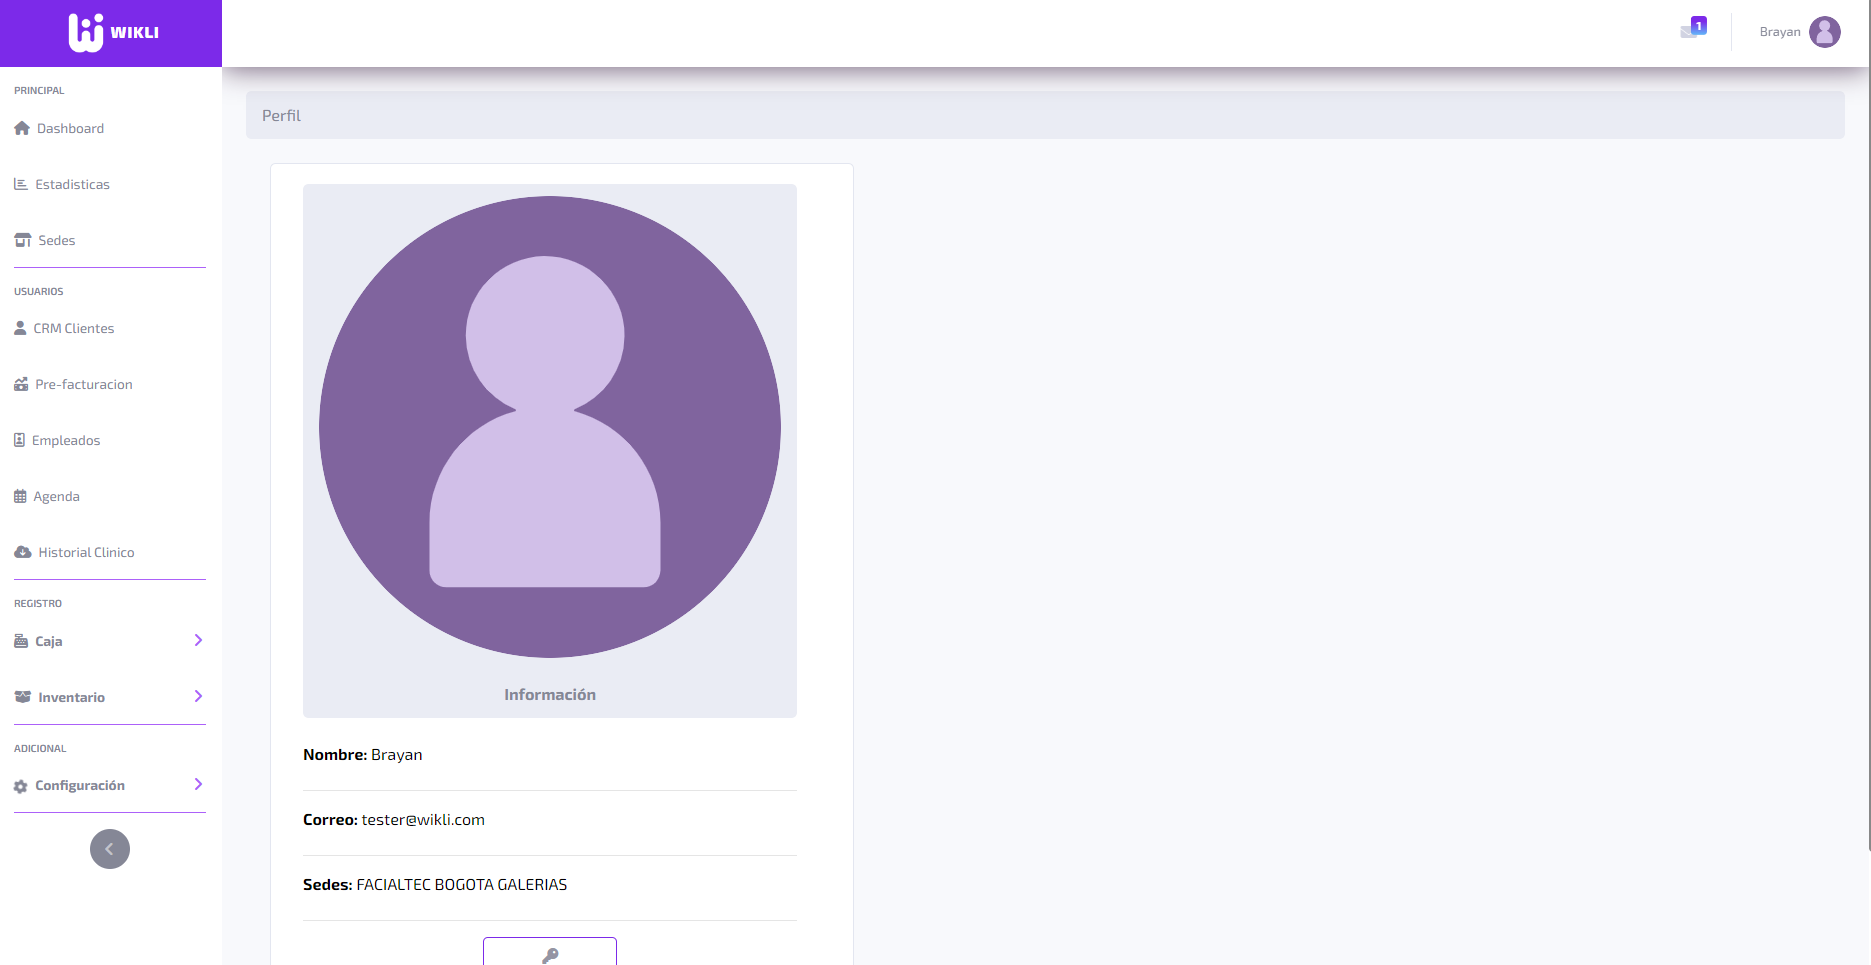 WIKLI
1
Brayan
PRINCIPAL
Dashboard
Estadisticas
Sedes
USUARIOS
CRM Clientes
Pre-facturacion
Empleados
Agenda
Historial Clinico
REGISTRO
Caja
Inventario
ADICIONAL
Configuración
Perfil
Información
Nombre: Brayan
Correo: tester@wikli.com
Sedes: FACIALTEC BOGOTA GALERIAS